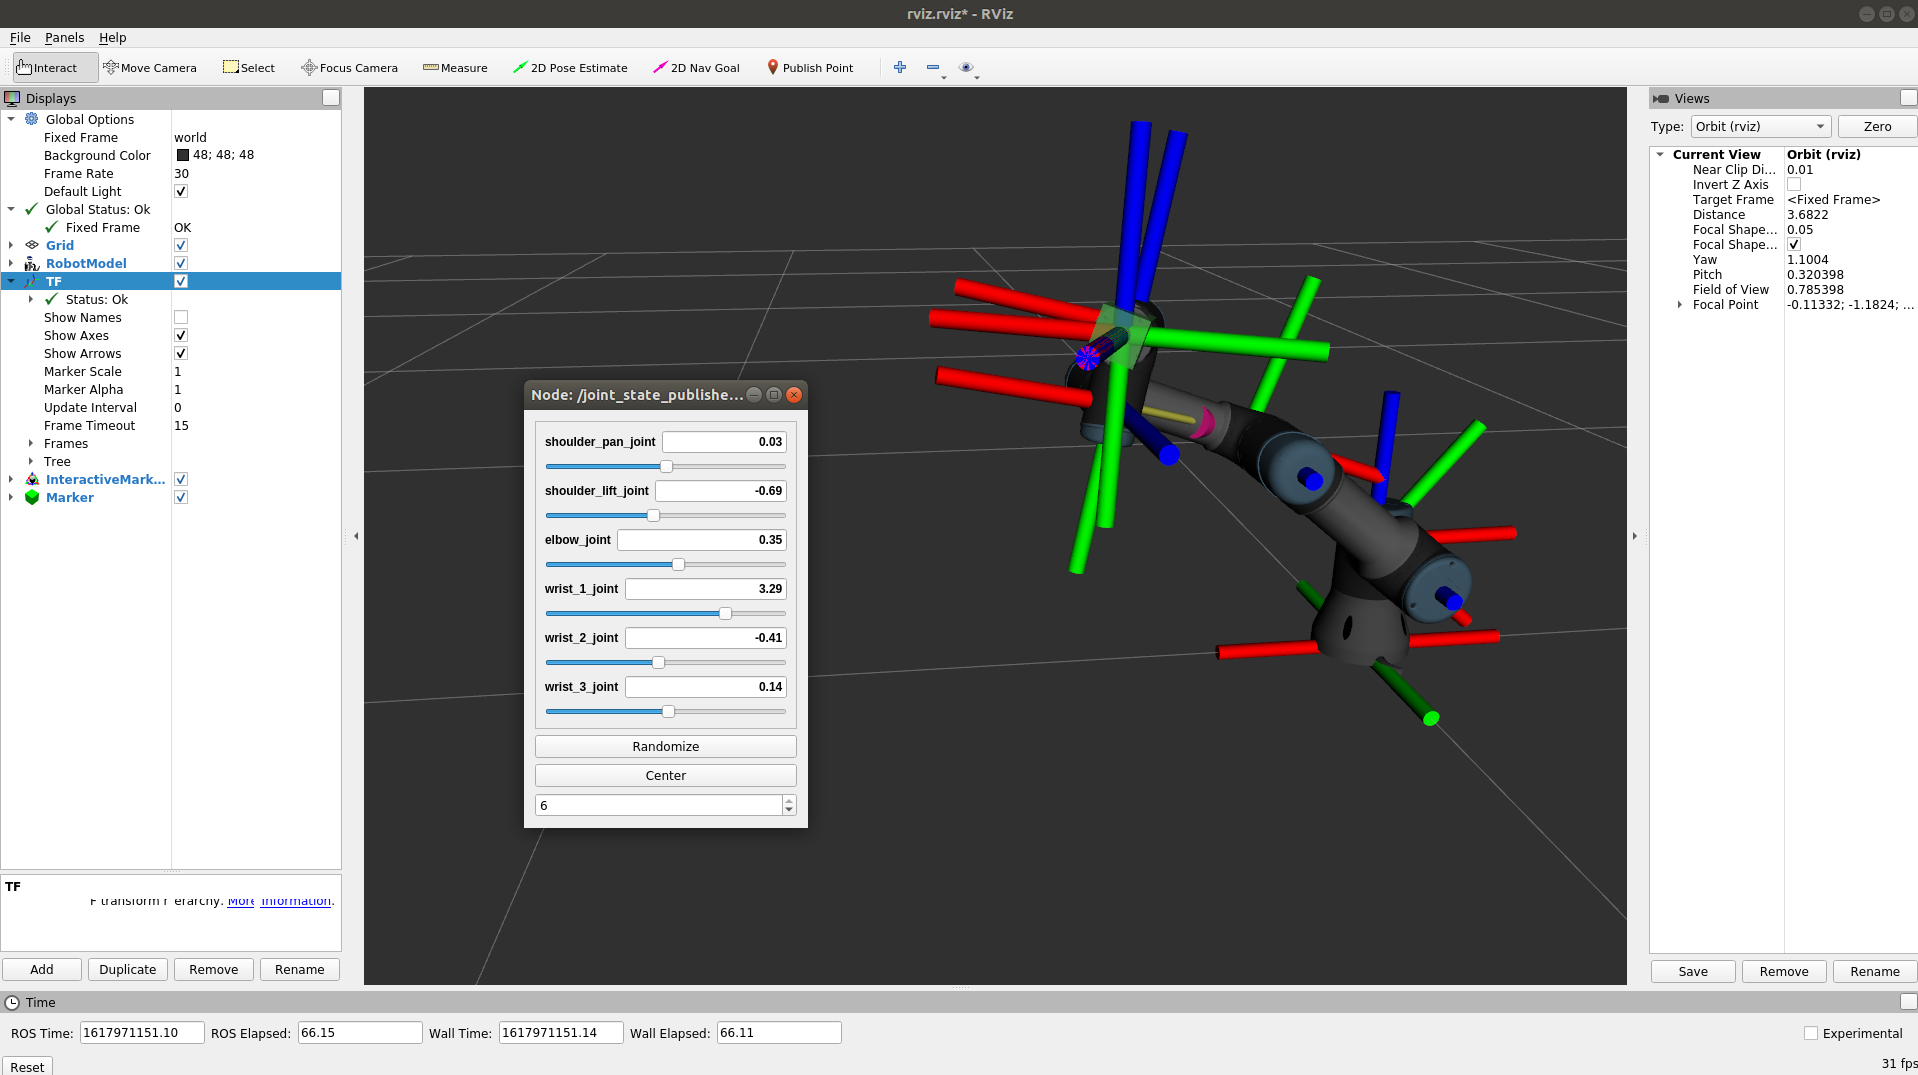 rviz.rviz* - RViz
File Panels Help
Interact Move Camera Select Focus Camera Measure 2D Pose Estimate 2D Nav Goal Publish Point
Displays
Global Options
Fixed Frame world
Background Color 48; 48; 48
Frame Rate 30
Default Light
Global Status: Ok
Fixed Frame OK
Grid
RobotModel
TF
Status: Ok
Show Names
Show Axes
Show Arrows
Marker Scale 1
Marker Alpha 1
Update Interval 0
Frame Timeout 15
Frames
Tree
InteractiveMark...
Marker
TF
F transform r erarchy. More information.
Add Duplicate Remove Rename
Node: /joint_state_publishe...
shoulder_pan_joint 0.03
shoulder_lift_joint -0.69
elbow_joint 0.35
wrist_1_joint 3.29
wrist_2_joint -0.41
wrist_3_joint 0.14
Randomize
Center
6
Views
Type: Orbit (rviz) Zero
Current View Orbit (rviz)
Near Clip Di... 0.01
Invert Z Axis
Target Frame <Fixed Frame>
Distance 3.6822
Focal Shape... 0.05
Focal Shape...
Yaw 1.1004
Pitch 0.320398
Field of View 0.785398
Focal Point -0.11332; -1.1824; ...
Save Remove Rename
Time
ROS Time: 1617971151.10 ROS Elapsed: 66.15 Wall Time: 1617971151.14 Wall Elapsed: 66.11 Experimental
Reset 31 fps